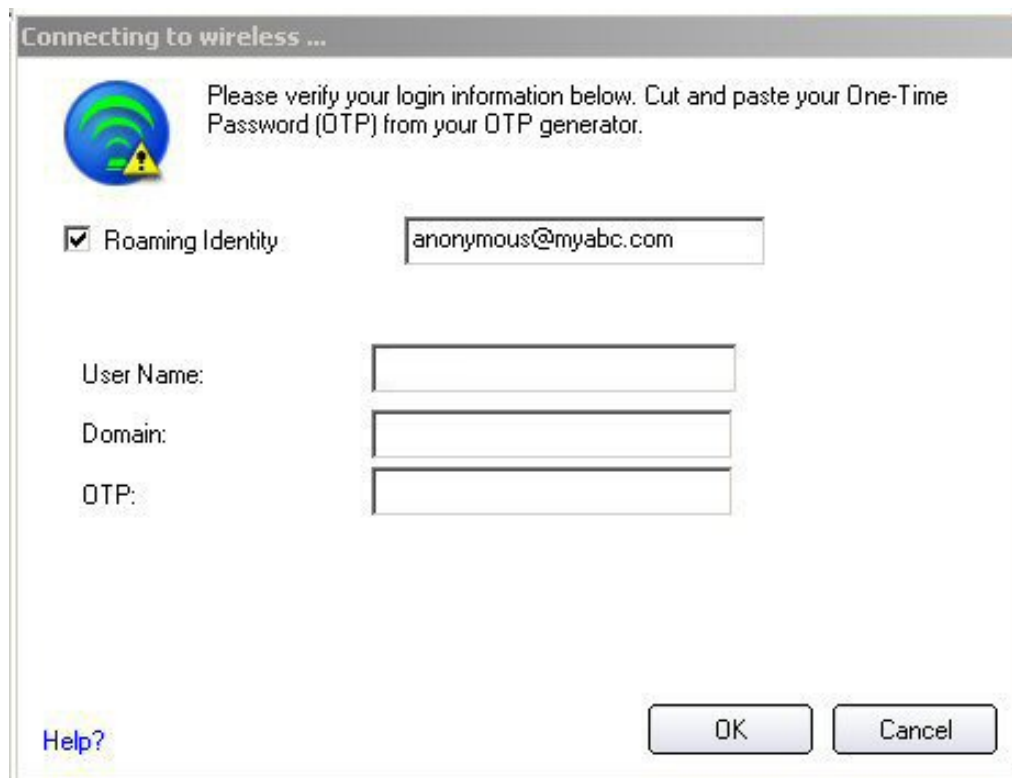 Connecting to wireless ...
Please verify your login information below. Cut and paste your One-Time
Password (OTP) from your OTP generator.
Roaming Identity
anonymous@myabc.com
User Name:
Domain:
OTP:
Help?
OK
Cancel